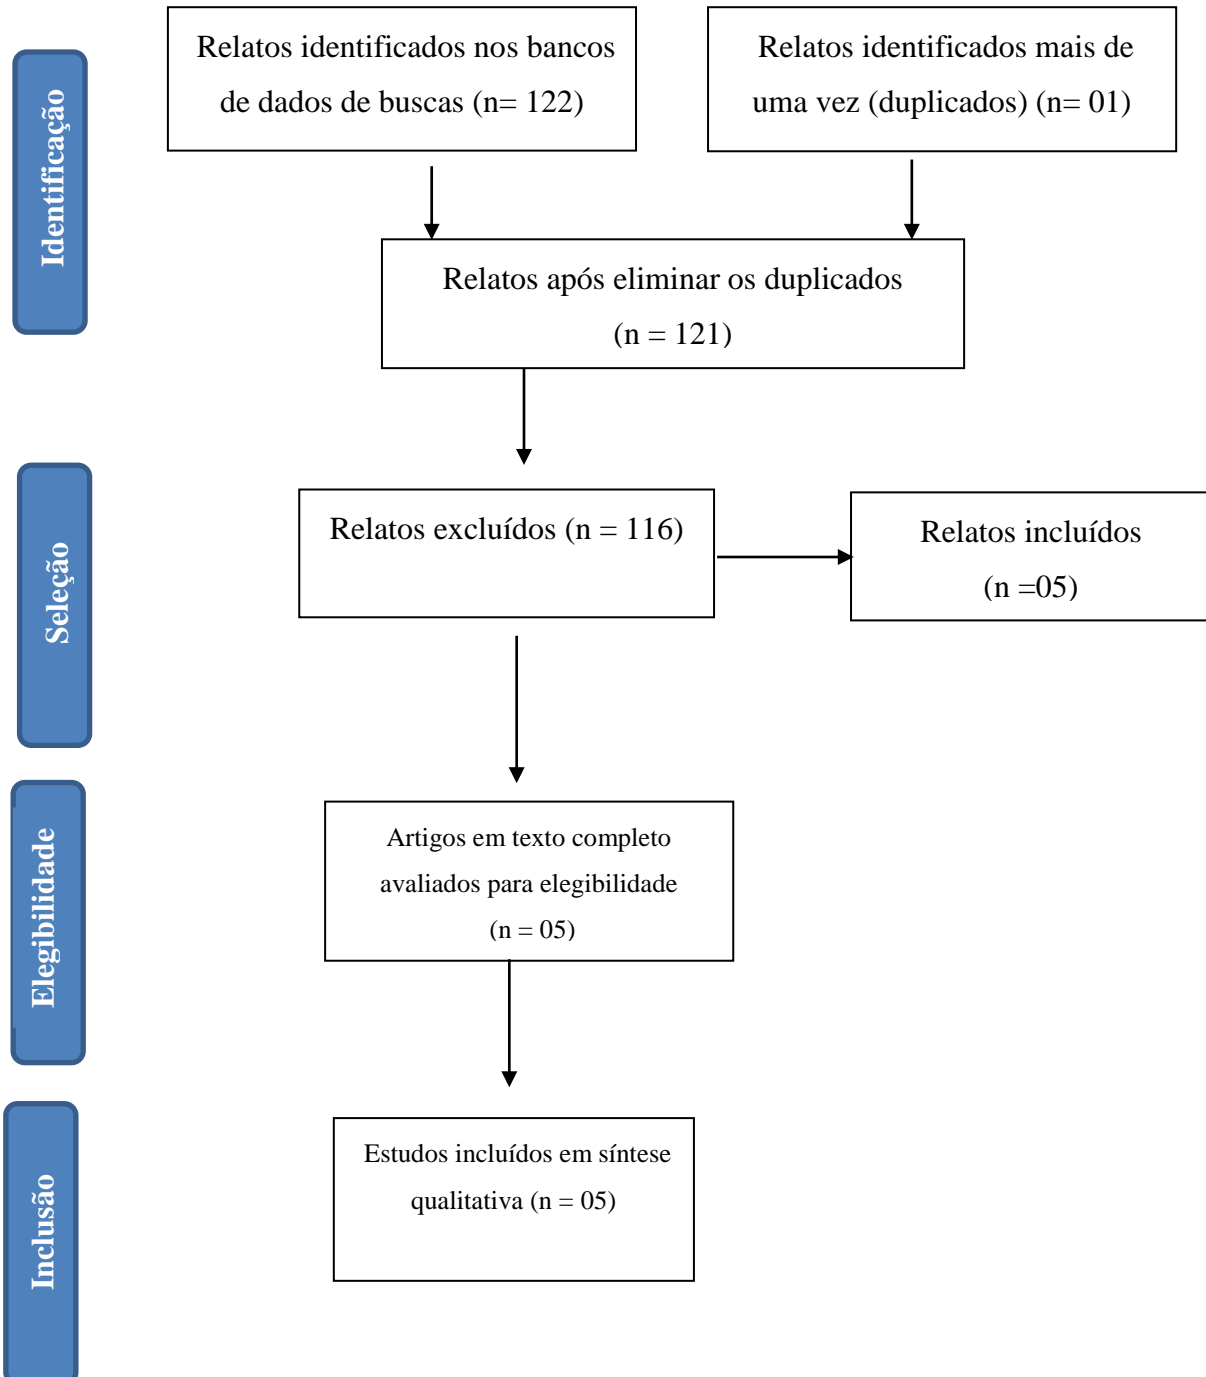 Identificação
Relatos identificados nos bancos
de dados de buscas (n= 122)
Relatos identificados mais de
uma vez (duplicados) (n= 01)
Relatos após eliminar os duplicados
(n = 121)
Seleção
Relatos excluídos (n = 116)
Relatos incluídos
(n =05)
Elegibilidade
Artigos em texto completo
avaliados para elegibilidade
(n = 05)
Inclusão
Estudos incluídos em síntese
qualitativa (n = 05)